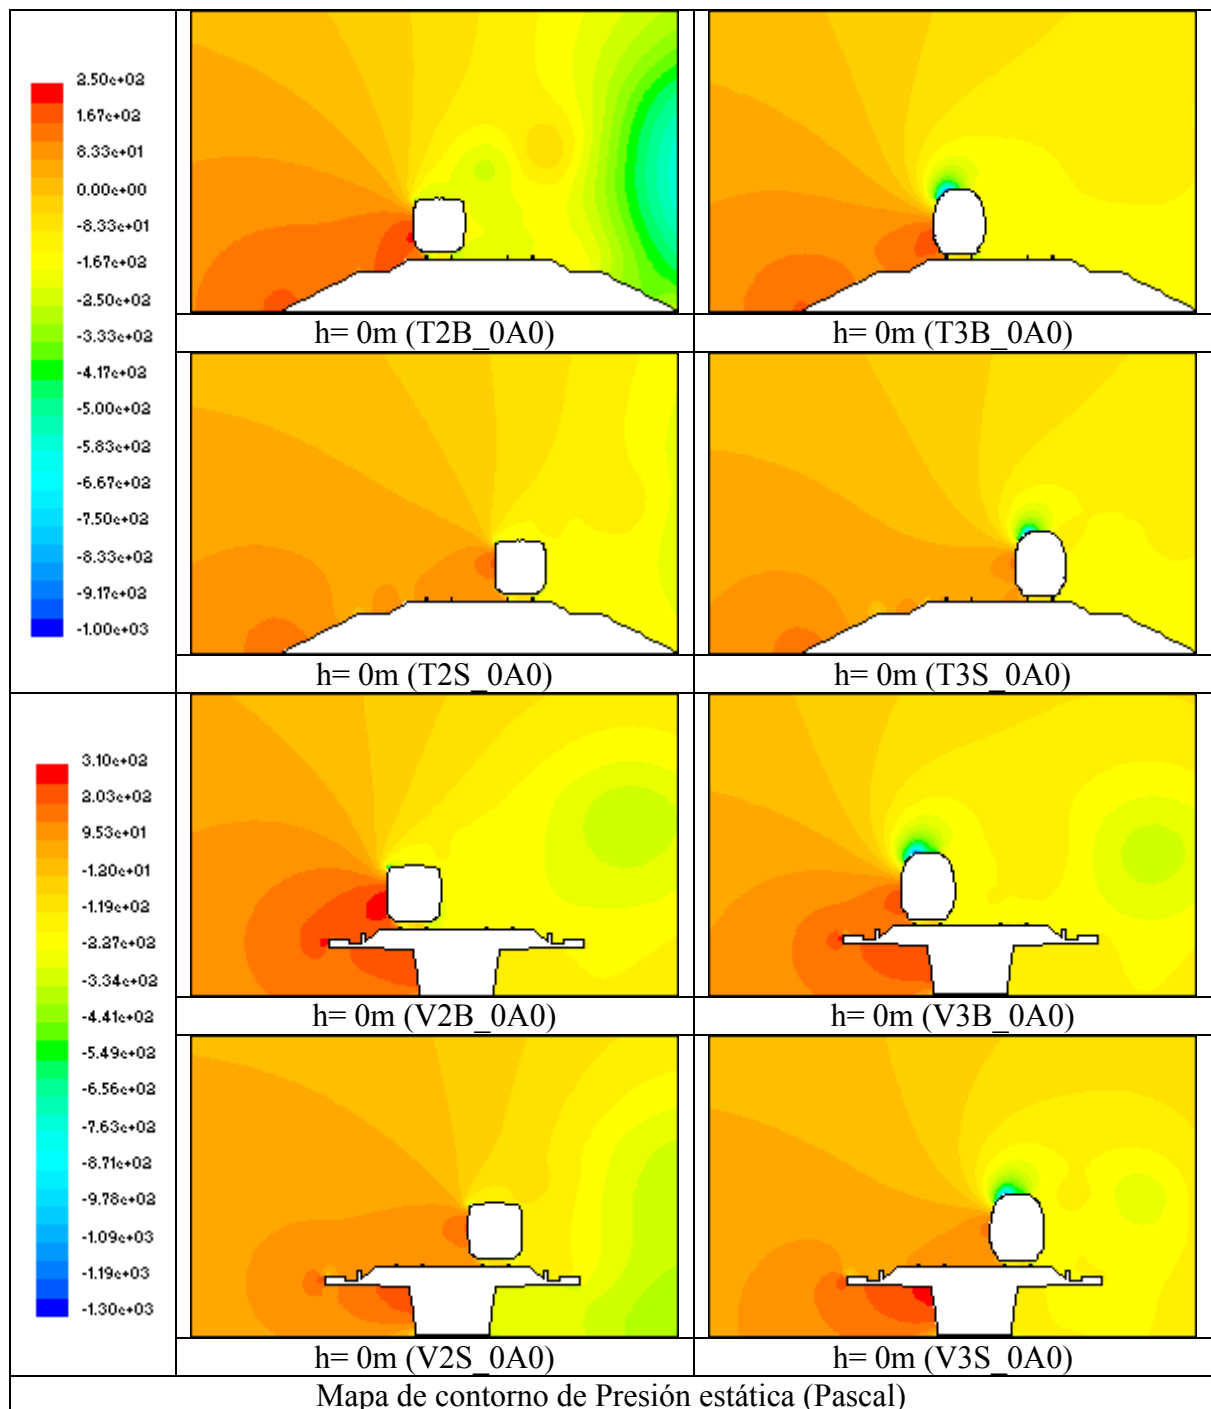 2.50e+02
1.67e+02
8.33e+01
0.00e+00
-8.33e+01
-1.67e+02
-2.50e+02
-3.33e+02
-4.17e+02
-5.00e+02
-5.83e+02
-6.67e+02
-7.50e+02
-8.33e+02
-9.17e+02
-1.00e+03
h= 0m (T2B_0A0)
h= 0m (T3B_0A0)
h= 0m (T2S_0A0)
h= 0m (T3S_0A0)
3.10e+02
2.03e+02
9.53e+01
-1.20e+01
-1.19e+02
-2.27e+02
-3.34e+02
-4.41e+02
-5.49e+02
-6.56e+02
-7.63e+02
-8.71e+02
-9.78e+02
-1.09e+03
-1.19e+03
-1.30e+03
h= 0m (V2B_0A0)
h= 0m (V3B_0A0)
h= 0m (V2S_0A0)
h= 0m (V3S_0A0)
Mapa de contorno de Presión estática (Pascal)